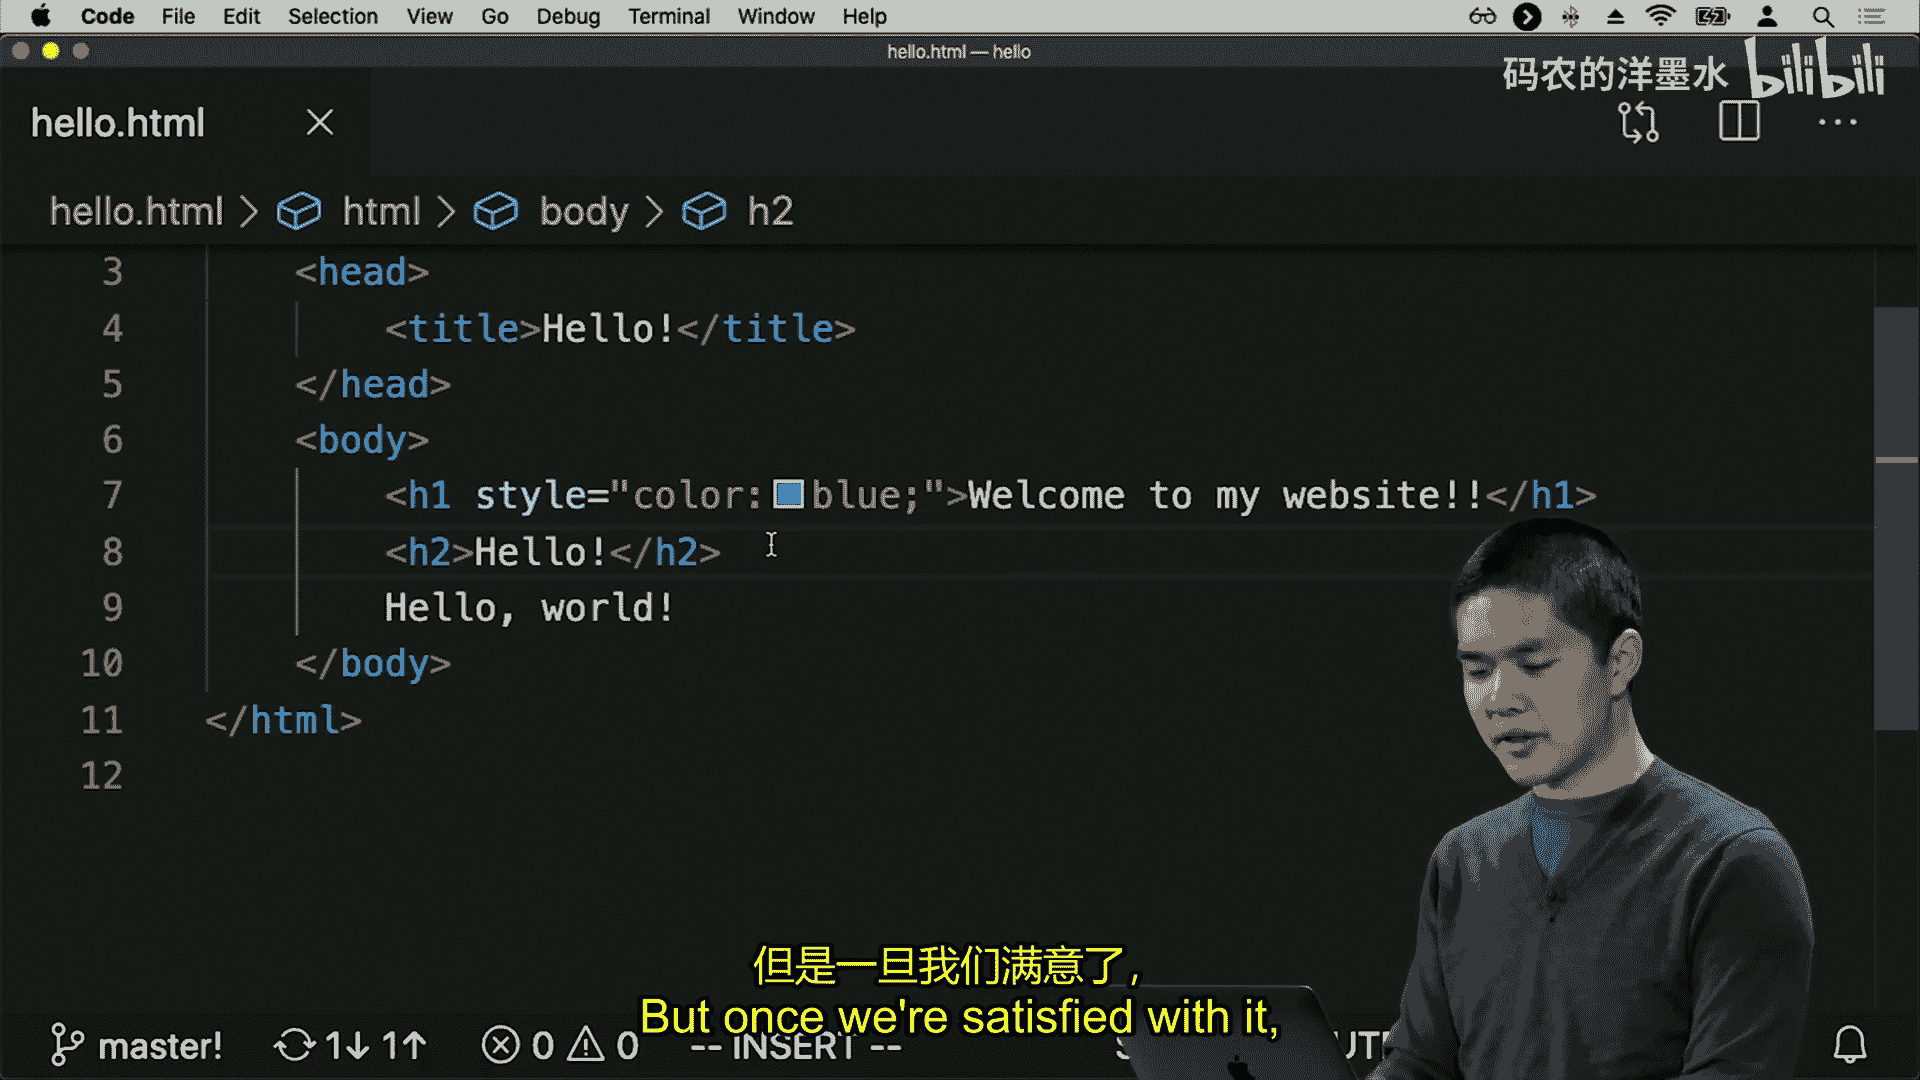 Code File Edit Selection View Go Debug Terminal Window Help
hello.html — hello
码农的洋墨水 bilibili
hello.html
hello.html > html > body > h2
3 <head>
4 <title>Hello!</title>
5 </head>
6 <body>
7 <h1 style="color:blue;">Welcome to my website!!</h1>
8 <h2>Hello!</h2>
9 Hello, world!
10 </body>
11 </html>
12
但是一旦我们满意了,
But once we're satisfied with it,
master! 1↓ 1↑ 0 0 -- INSERT --